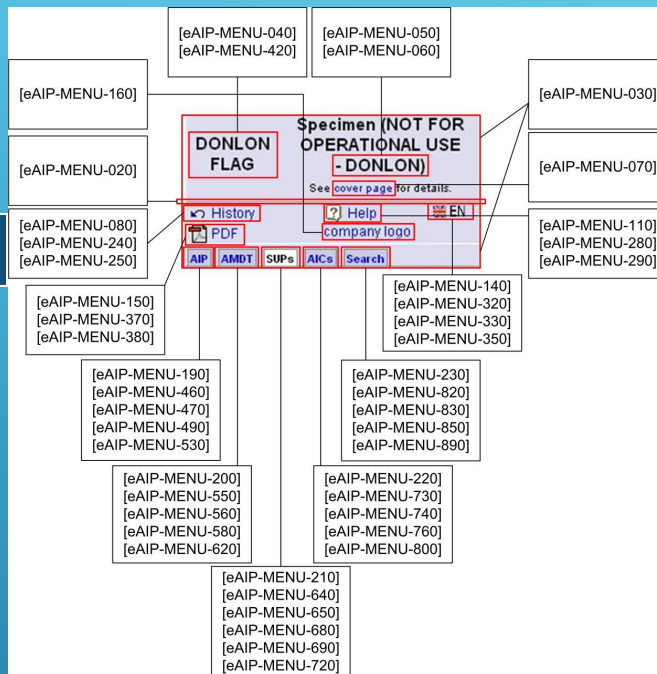 [eAIP-MENU-040]
[eAIP-MENU-420]
[eAIP-MENU-050]
[eAIP-MENU-060]
[eAIP-MENU-160]
[eAIP-MENU-030]
DONLON
FLAG
Specimen (NOT FOR
OPERATIONAL USE
- DONLON)
See cover page for details.
[eAIP-MENU-020]
[eAIP-MENU-070]
History
Help
EN
PDF
company logo
AIP AMDT SUPs AICs Search
[eAIP-MENU-080]
[eAIP-MENU-240]
[eAIP-MENU-250]
[eAIP-MENU-110]
[eAIP-MENU-280]
[eAIP-MENU-290]
[eAIP-MENU-150]
[eAIP-MENU-370]
[eAIP-MENU-380]
[eAIP-MENU-140]
[eAIP-MENU-320]
[eAIP-MENU-330]
[eAIP-MENU-350]
[eAIP-MENU-190]
[eAIP-MENU-460]
[eAIP-MENU-470]
[eAIP-MENU-490]
[eAIP-MENU-530]
[eAIP-MENU-230]
[eAIP-MENU-820]
[eAIP-MENU-830]
[eAIP-MENU-850]
[eAIP-MENU-890]
[eAIP-MENU-200]
[eAIP-MENU-550]
[eAIP-MENU-560]
[eAIP-MENU-580]
[eAIP-MENU-620]
[eAIP-MENU-220]
[eAIP-MENU-730]
[eAIP-MENU-740]
[eAIP-MENU-760]
[eAIP-MENU-800]
[eAIP-MENU-210]
[eAIP-MENU-640]
[eAIP-MENU-650]
[eAIP-MENU-680]
[eAIP-MENU-690]
[eAIP-MENU-720]